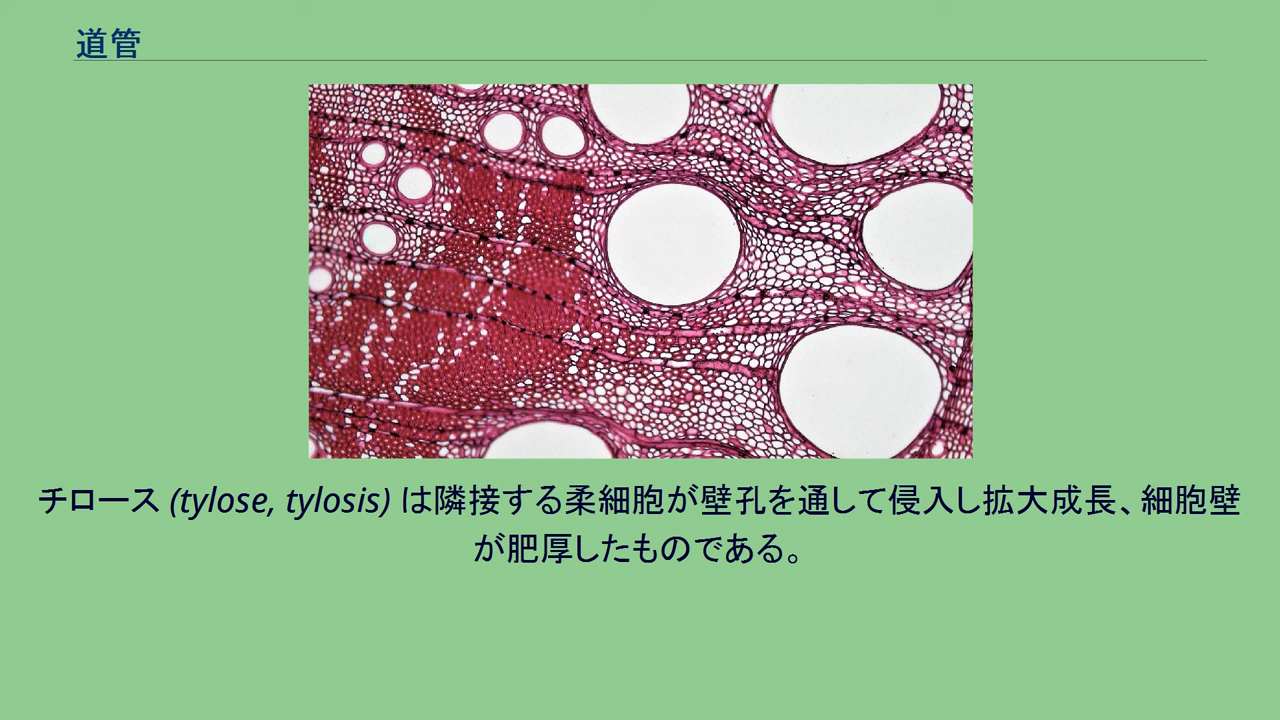 道管
チロース (tylose, tylosis) は隣接する柔細胞が壁孔を通して侵入し拡大成長、細胞壁
が肥厚したものである。